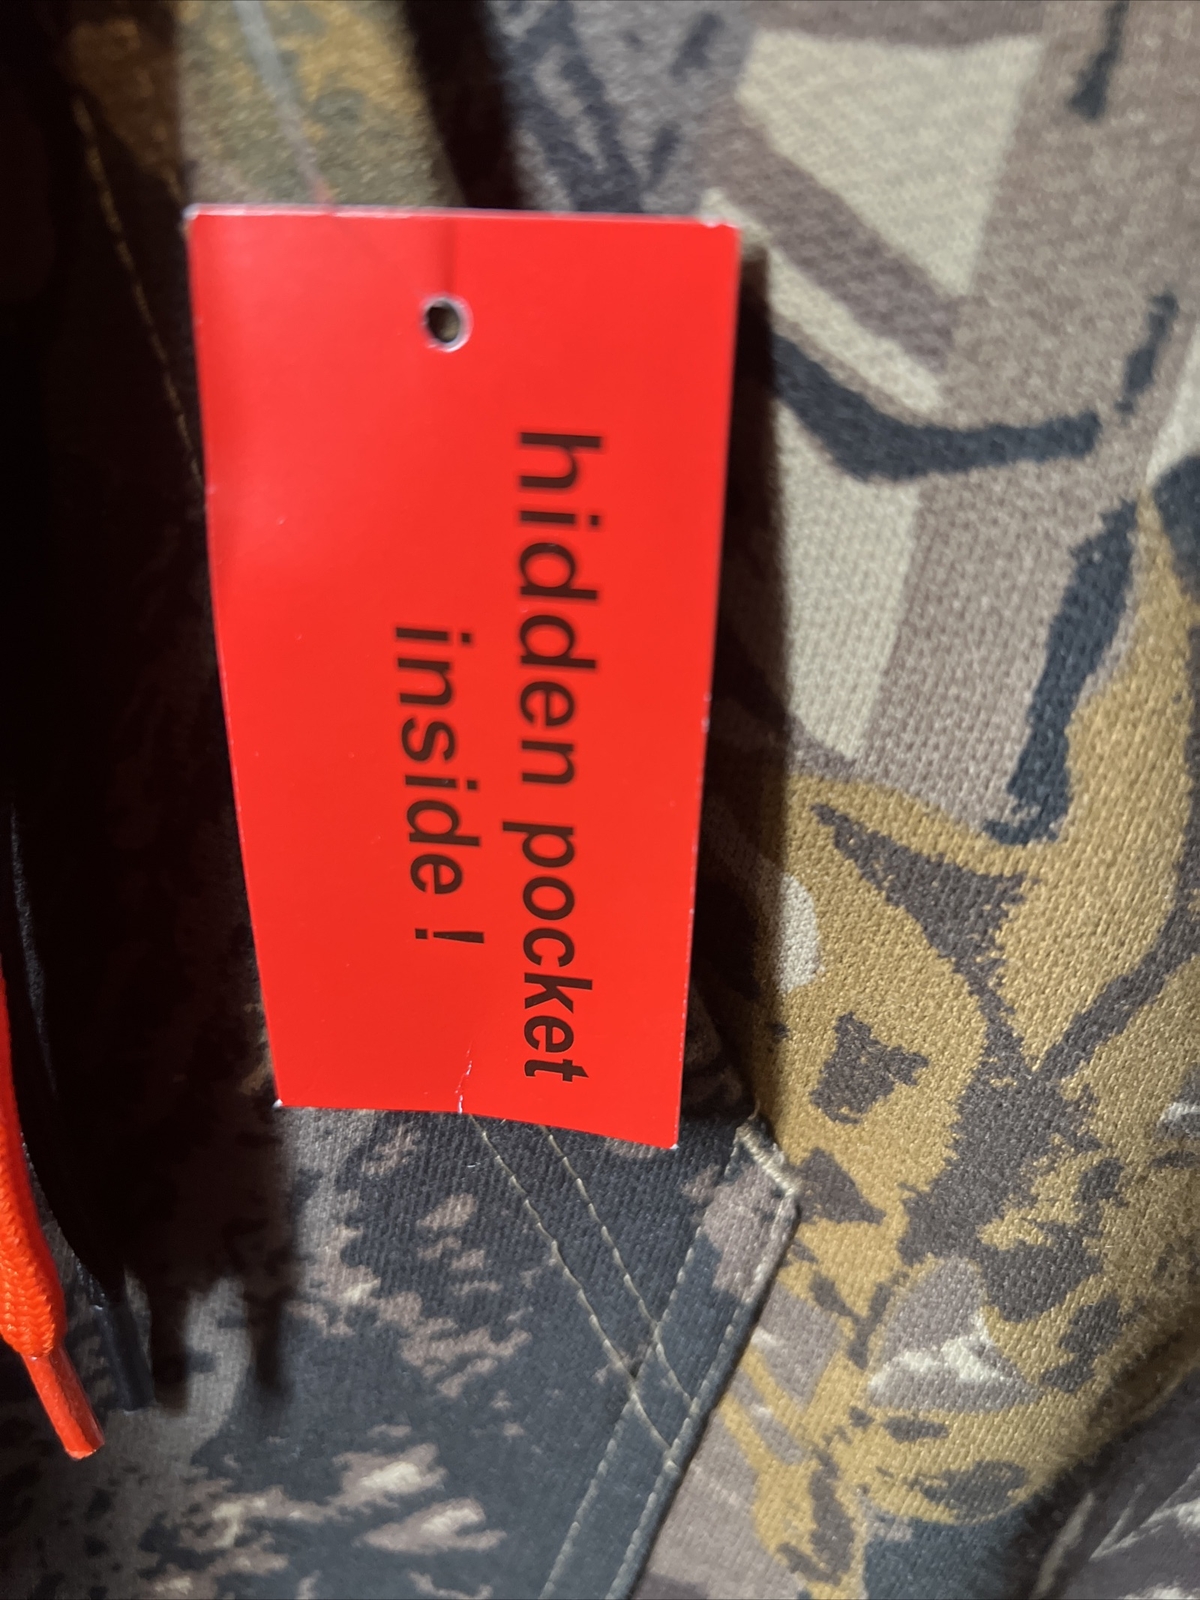 hidden pocket
inside !